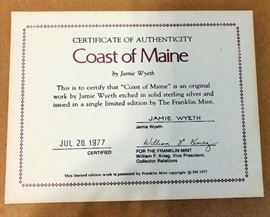 CERTIFICATE OF AUTHENTICITY
Coast of Maine
by Jamie Wyeth
This is to certify that "Coast of Maine" is an original
work by Jamie Wyeth etched in solid sterling silver and
issued in a single limited edition by The Franklin Mint.
JAMIE WYETH
Jamie Wyeth
JUL 28, 1977
CERTIFIED
William E. Krieg
FOR THE FRANKLIN MINT
William F. Krieg, Vice President,
Collector Relations
This limited edition work is presented by Franklin Mint copyright © FM 1977